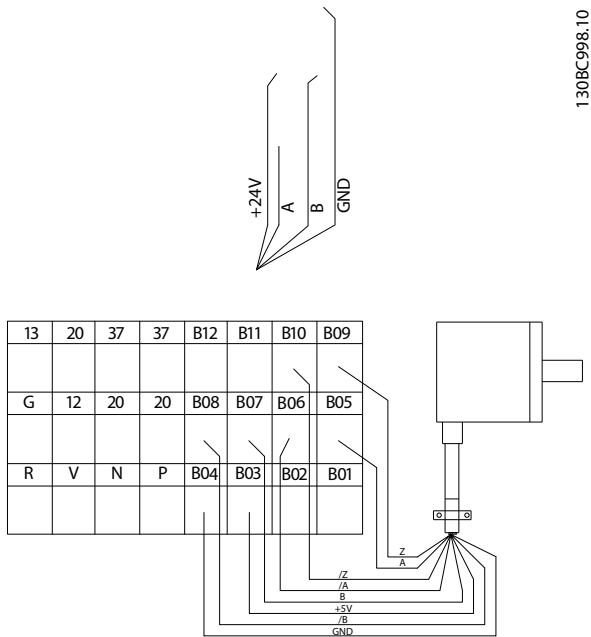 130BC998.10
+24V
A
B
GND
13 20 37 37 B12 B11 B10 B09
G 12 20 20 B08 B07 B06 B05
R V N P B04 B03 B02 B01
Z
A
/Z
/A
B
+5V
/B
GND